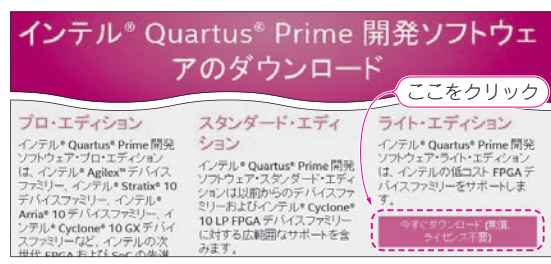 インテル® Quartus® Prime 開発ソフトウェ
アのダウンロード
ここをクリック
プロ・エディション
インテル® Quartus® Prime 開発
ソフトウェア・プロ・エディション
は、インテル® Agilex™ デバイス
ファミリー、インテル® Stratix® 10
デバイスファミリー、インテル®
Arria® 10 デバイスファミリー、イ
ンテル® Cyclone® 10 GX デバイ
スファミリーなど、インテルの次
世代 FPGA および SoC の先進
スタンダード・エディ
ション
インテル® Quartus® Prime 開発
ソフトウェア・スタンダード・エディ
ションは以前からのデバイスファ
ミリーおよびインテル® Cyclone®
10 LP FPGA デバイスファミリー
に対する広範囲なサポートを含
みます。
ライト・エディション
インテル® Quartus® Prime 開発
ソフトウェア・ライト・エディション
は、インテルの低コスト FPGA デ
バイスファミリーをサポートしま
す。
今すぐダウンロード (無償、
ライセンス不要)